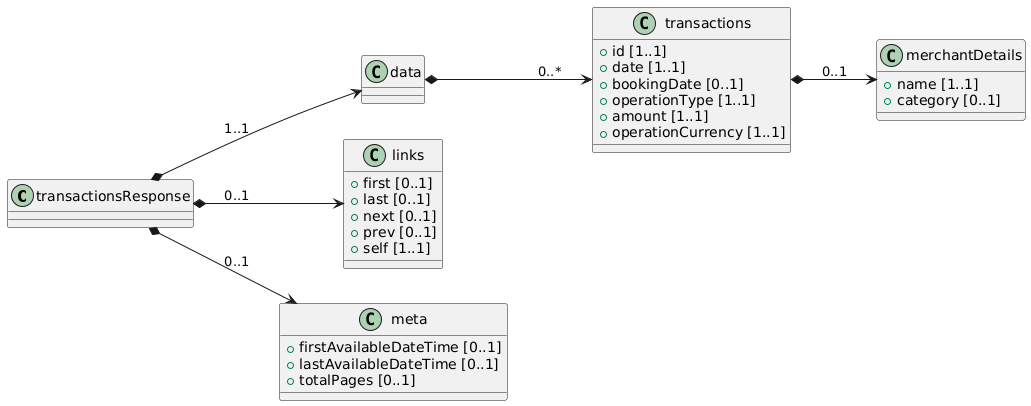 C transactions
id [1..1]
date [1..1]
bookingDate [0..1]
operationType [1..1]
amount [1..1]
operationCurrency [1..1]
C merchantDetails
name [1..1]
category [0..1]
C data
0..*
0..1
1..1
C links
first [0..1]
last [0..1]
next [0..1]
prev [0..1]
self [1..1]
C transactionsResponse
0..1
0..1
C meta
firstAvailableDateTime [0..1]
lastAvailableDateTime [0..1]
totalPages [0..1]